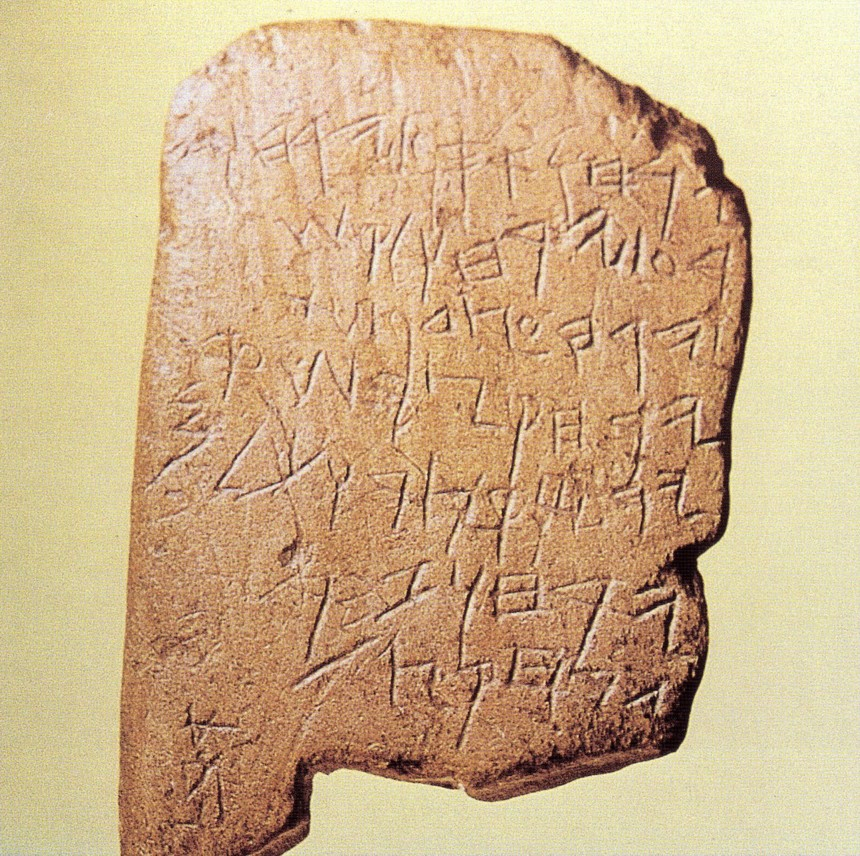 𐤉𐤓𐤇𐤅 𐤀𐤎𐤐 𐤉𐤓𐤇𐤅 𐤆
𐤓𐤏 𐤉𐤓𐤇𐤅 𐤋𐤒𐤔
𐤉𐤓𐤇 𐤏𐤑𐤃 𐤐𐤔𐤕
𐤉𐤓𐤇 𐤒𐤑𐤓 𐤔𐤏𐤓𐤌
𐤉𐤓𐤇 𐤒𐤑𐤓 𐤅𐤊𐤋
𐤉𐤓𐤇𐤅 𐤆𐤌𐤓
𐤉𐤓𐤇 𐤒𐤑